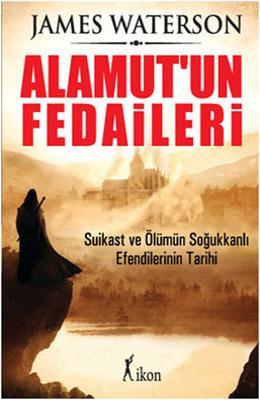 JAMES WATERSON
ALAMUT'UN
FEDAİLERİ
Suikast ve Ölümün Soğukkanlı
Efendilerinin Tarihi
ikon